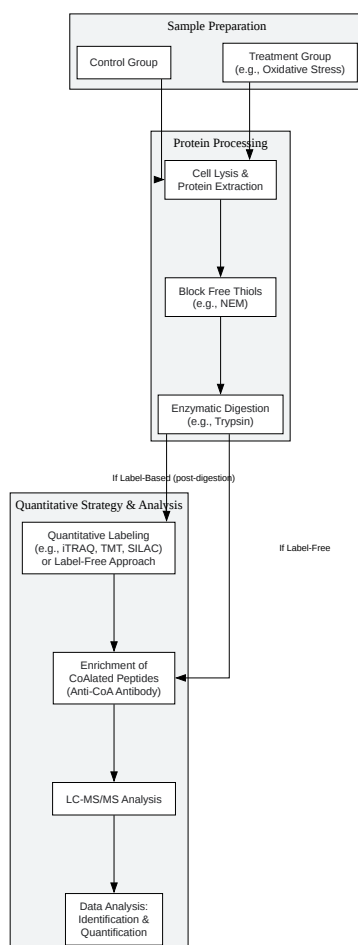 Sample Preparation
Control Group
Treatment Group
(e.g., Oxidative Stress)
Protein Processing
Cell Lysis &
Protein Extraction
Block Free Thiols
(e.g., NEM)
Enzymatic Digestion
(e.g., Trypsin)
If Label-Based (post-digestion)
Quantitative Strategy & Analysis
Quantitative Labeling
(e.g., iTRAQ, TMT, SILAC)
or Label-Free Approach
If Label-Free
Enrichment of
CoAlated Peptides
(Anti-CoA Antibody)
LC-MS/MS Analysis
Data Analysis:
Identification &
Quantification